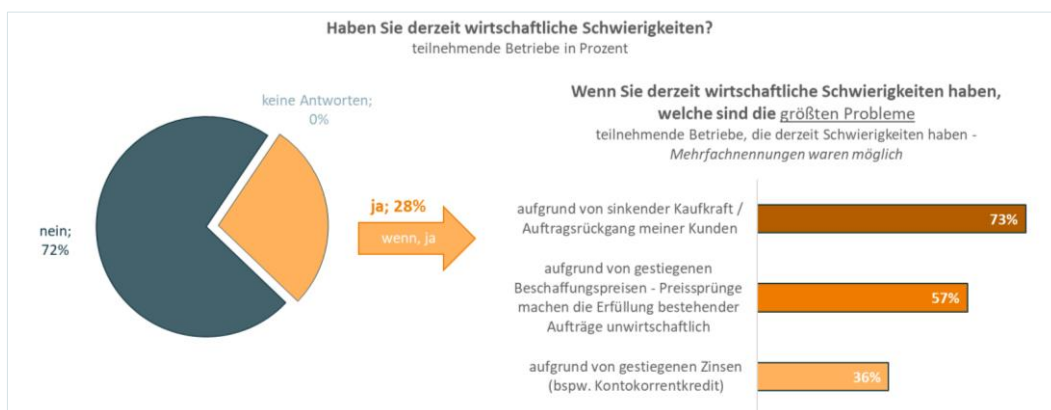 Haben Sie derzeit wirtschaftliche Schwierigkeiten?
teilnehmende Betriebe in Prozent
keine Antworten;
0%
nein;
72%
ja; 28%
wenn, ja
Wenn Sie derzeit wirtschaftliche Schwierigkeiten haben,
welche sind die größten Probleme
teilnehmende Betriebe, die derzeit Schwierigkeiten haben -
Mehrfachnennungen waren möglich
aufgrund von sinkender Kaufkraft /
Auftragsrückgang meiner Kunden
73%
aufgrund von gestiegenen
Beschaffungspreisen - Preissprünge
machen die Erfüllung bestehender
Aufträge unwirtschaftlich
57%
aufgrund von gestiegenen Zinsen
(bspw. Kontokorrentkredit)
36%